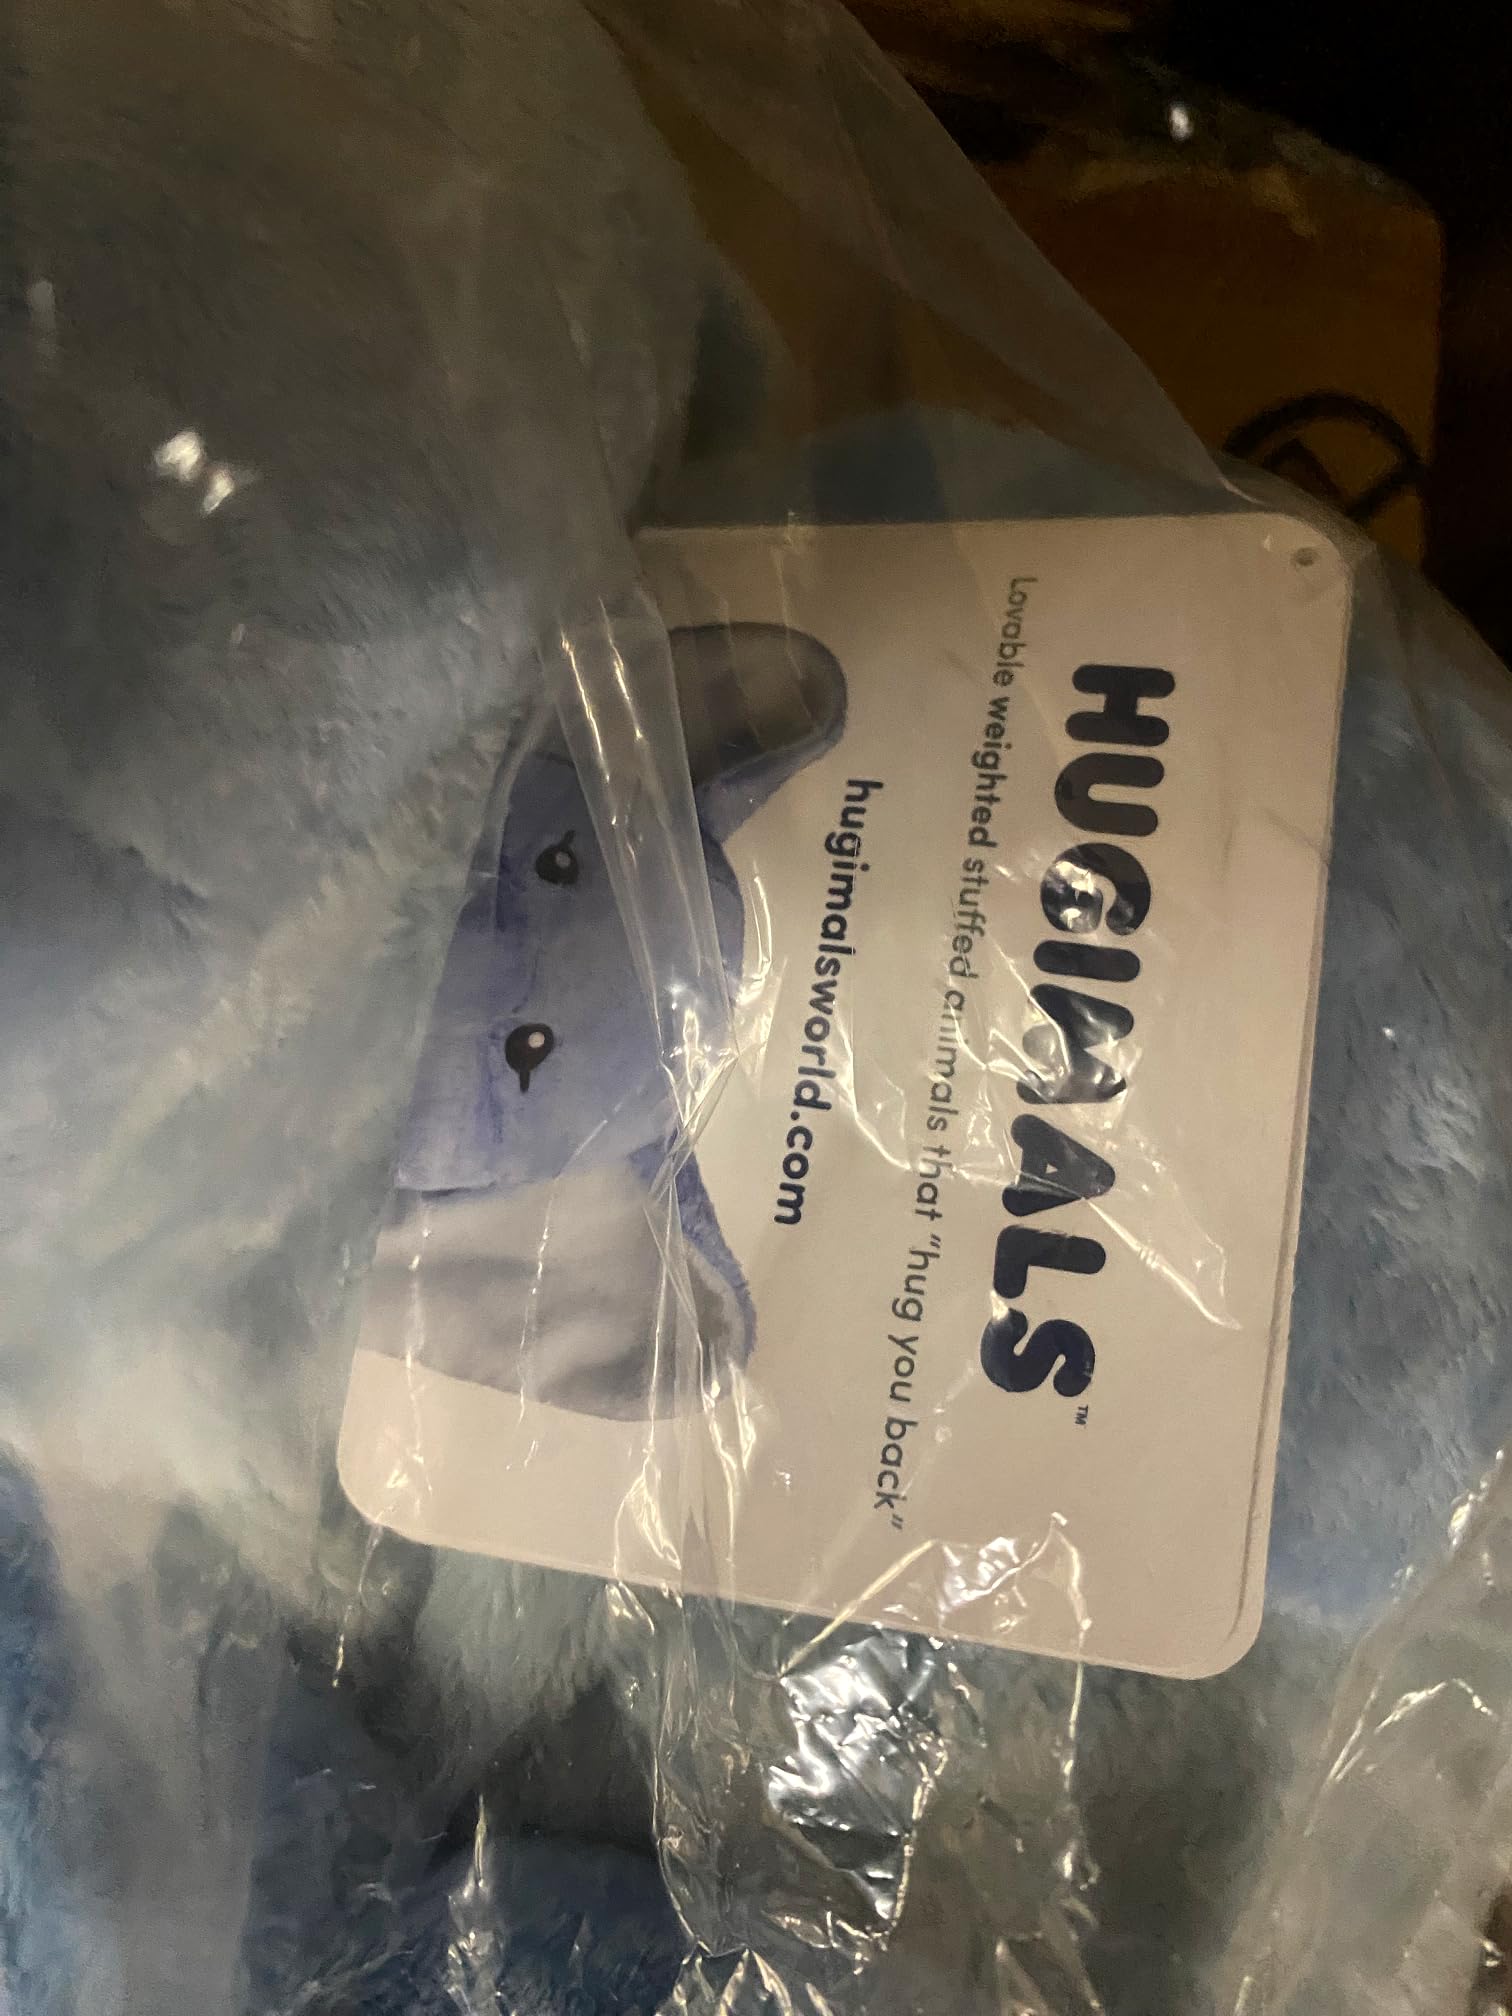 HUGIMALS™
Lovable weighted stuffed animals that "hug you back"
hugimalsworld.com